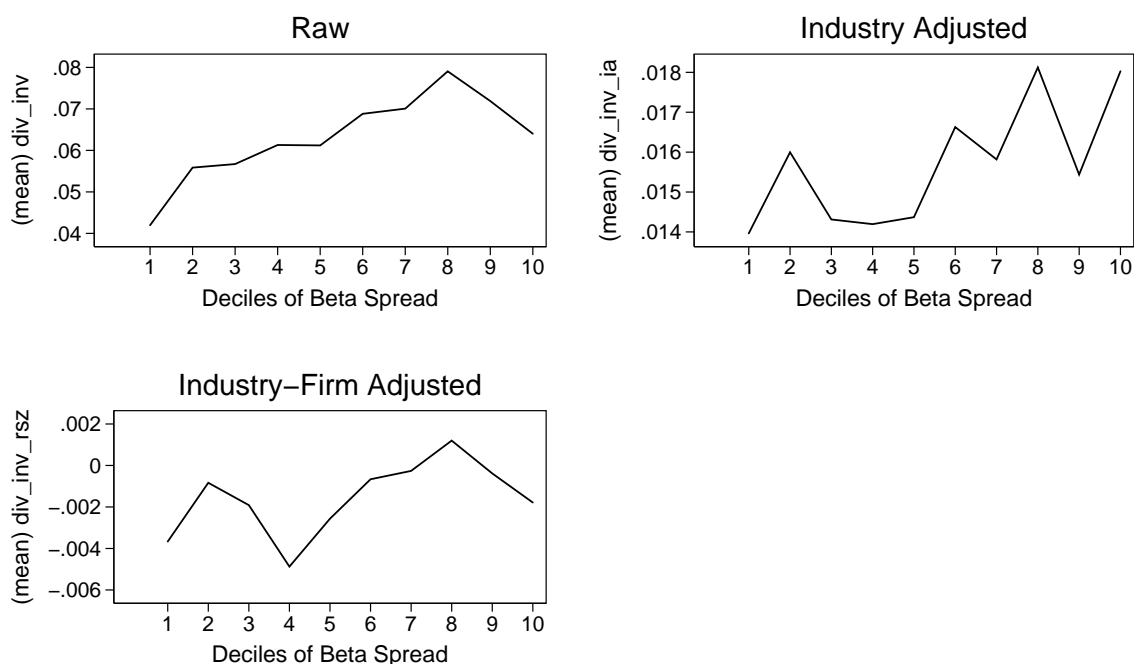 Raw
(mean) div_inv
.08
.07
.06
.05
.04
1 2 3 4 5 6 7 8 9 10
Deciles of Beta Spread
Industry Adjusted
(mean) div_inv_ia
.018
.017
.016
.015
.014
1 2 3 4 5 6 7 8 9 10
Deciles of Beta Spread
Industry−Firm Adjusted
(mean) div_inv_rsz
.002
0
−.002
−.004
−.006
1 2 3 4 5 6 7 8 9 10
Deciles of Beta Spread